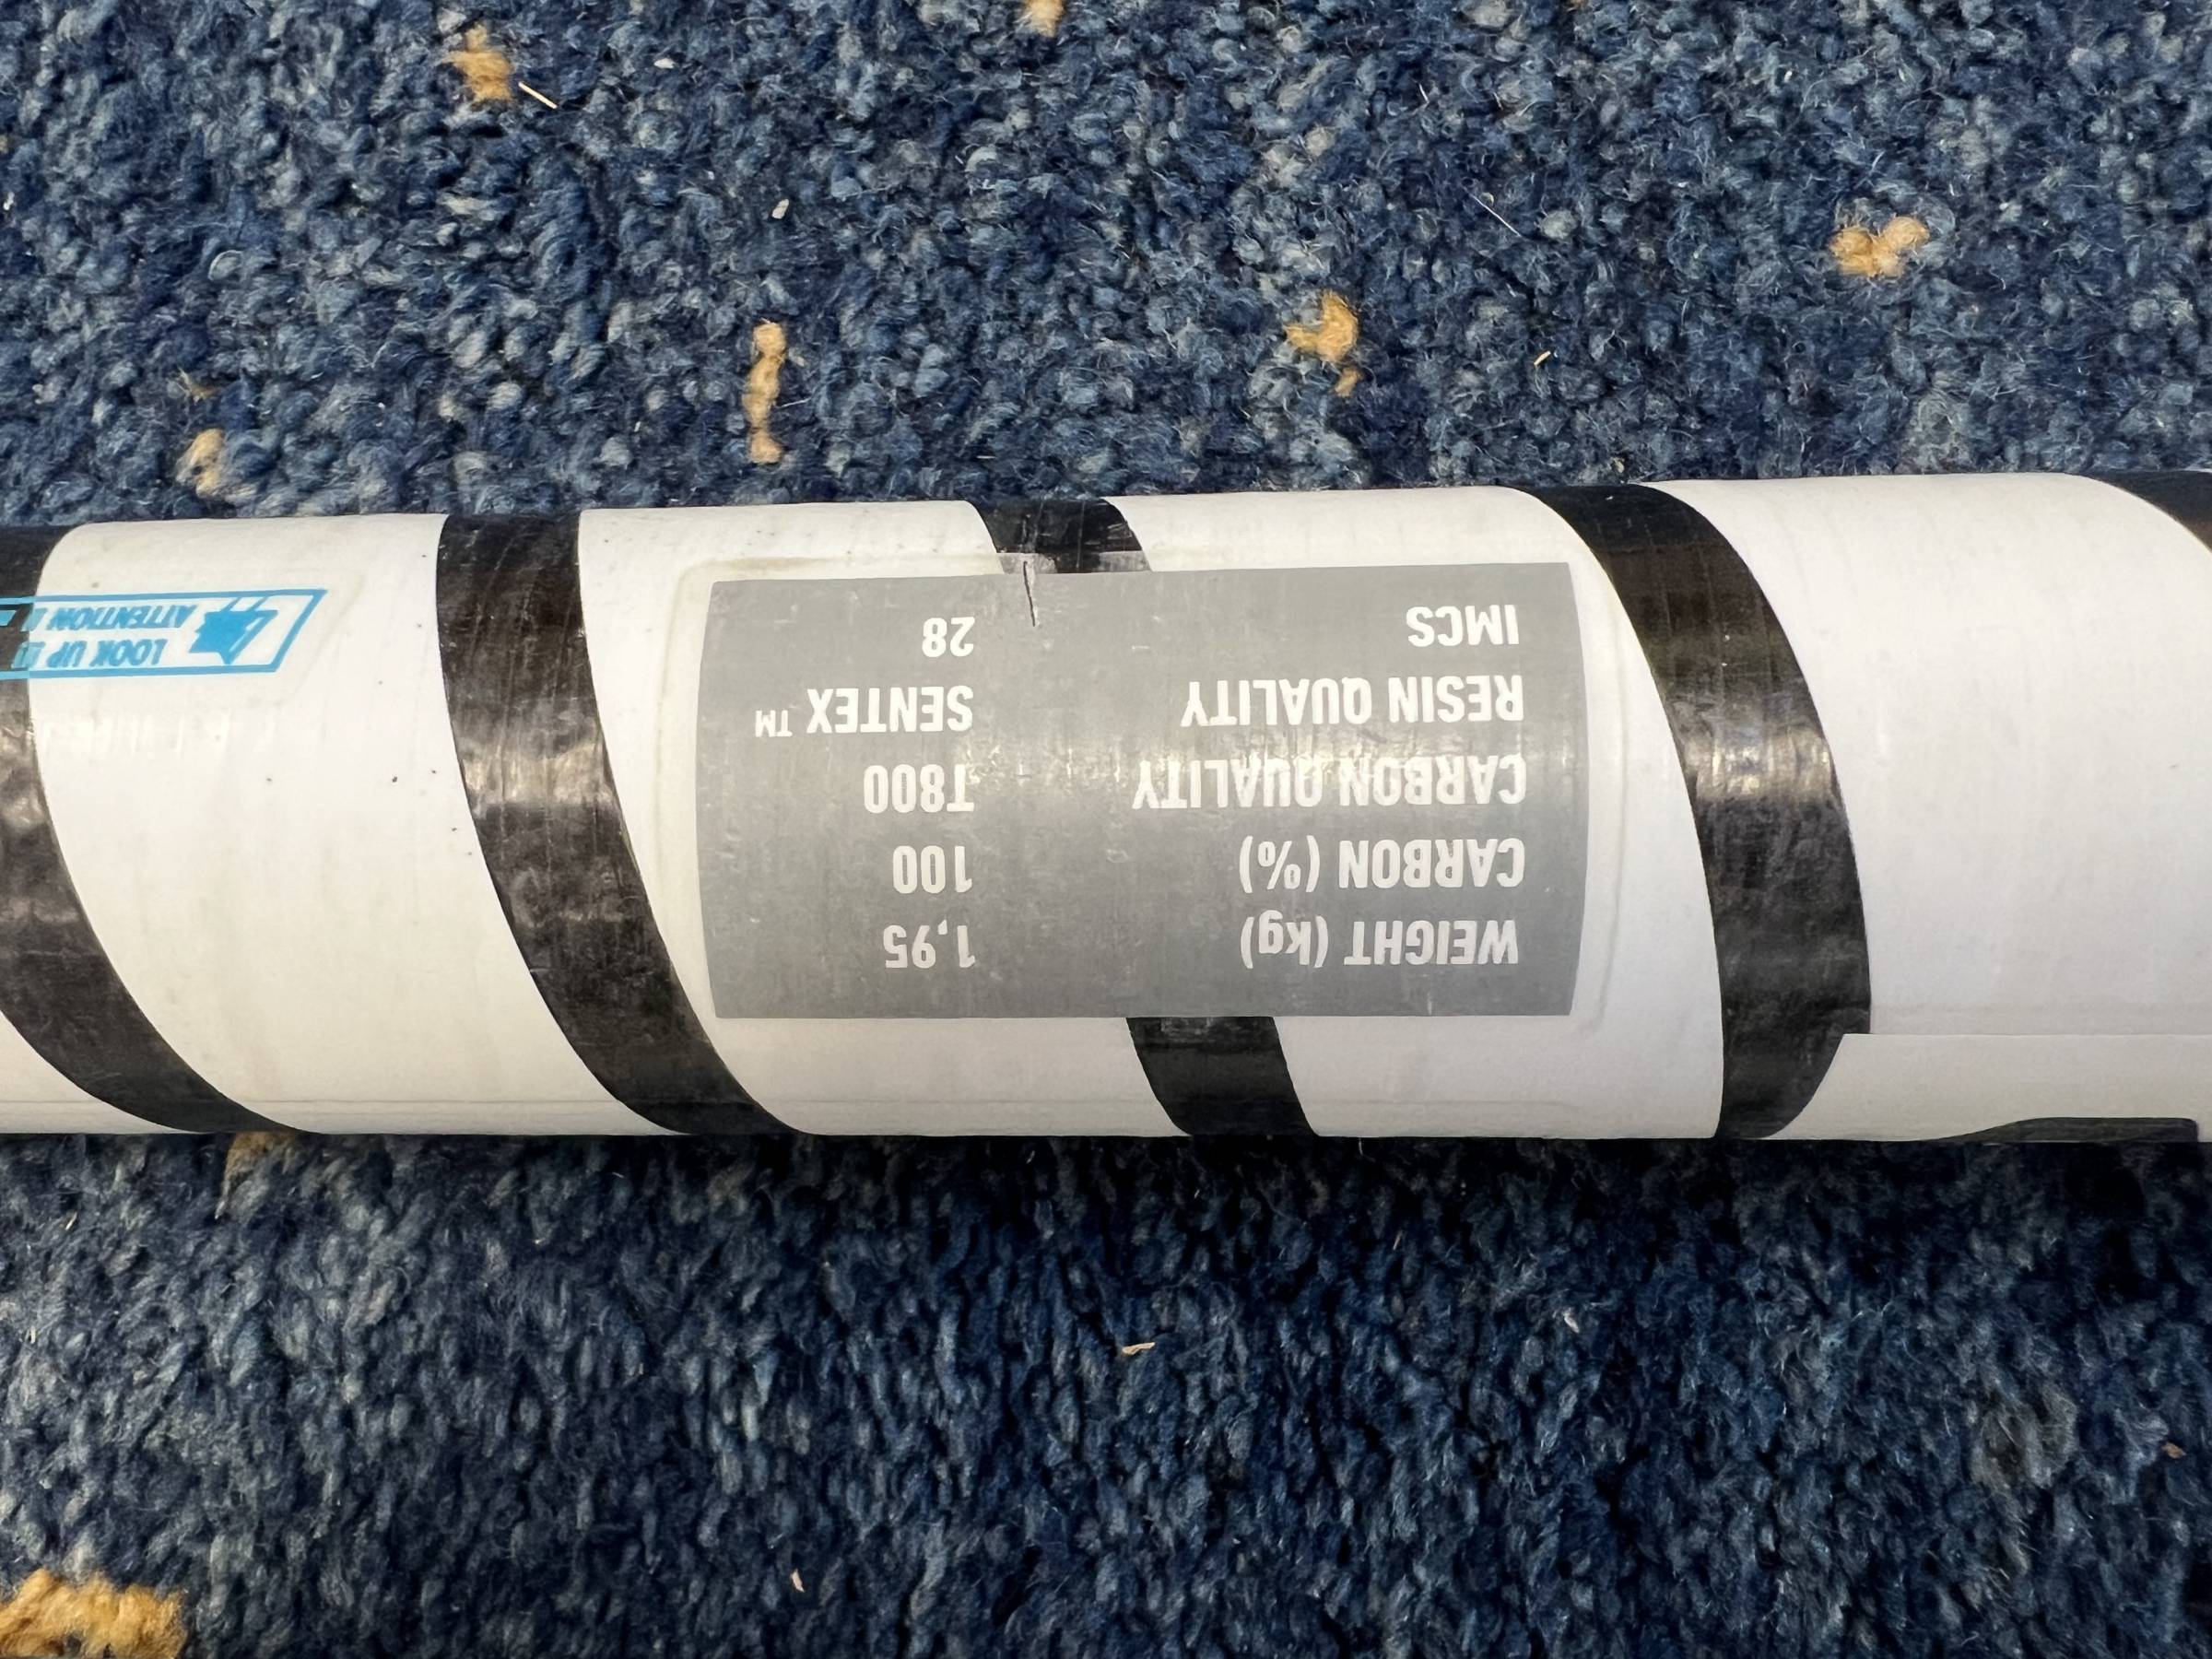 WEIGHT (kg) 1,95
CARBON (%) 100
CARBON QUALITY T800
RESIN QUALITY SENTEX ™
IMCS 28
LOOK UP
ATTENTION